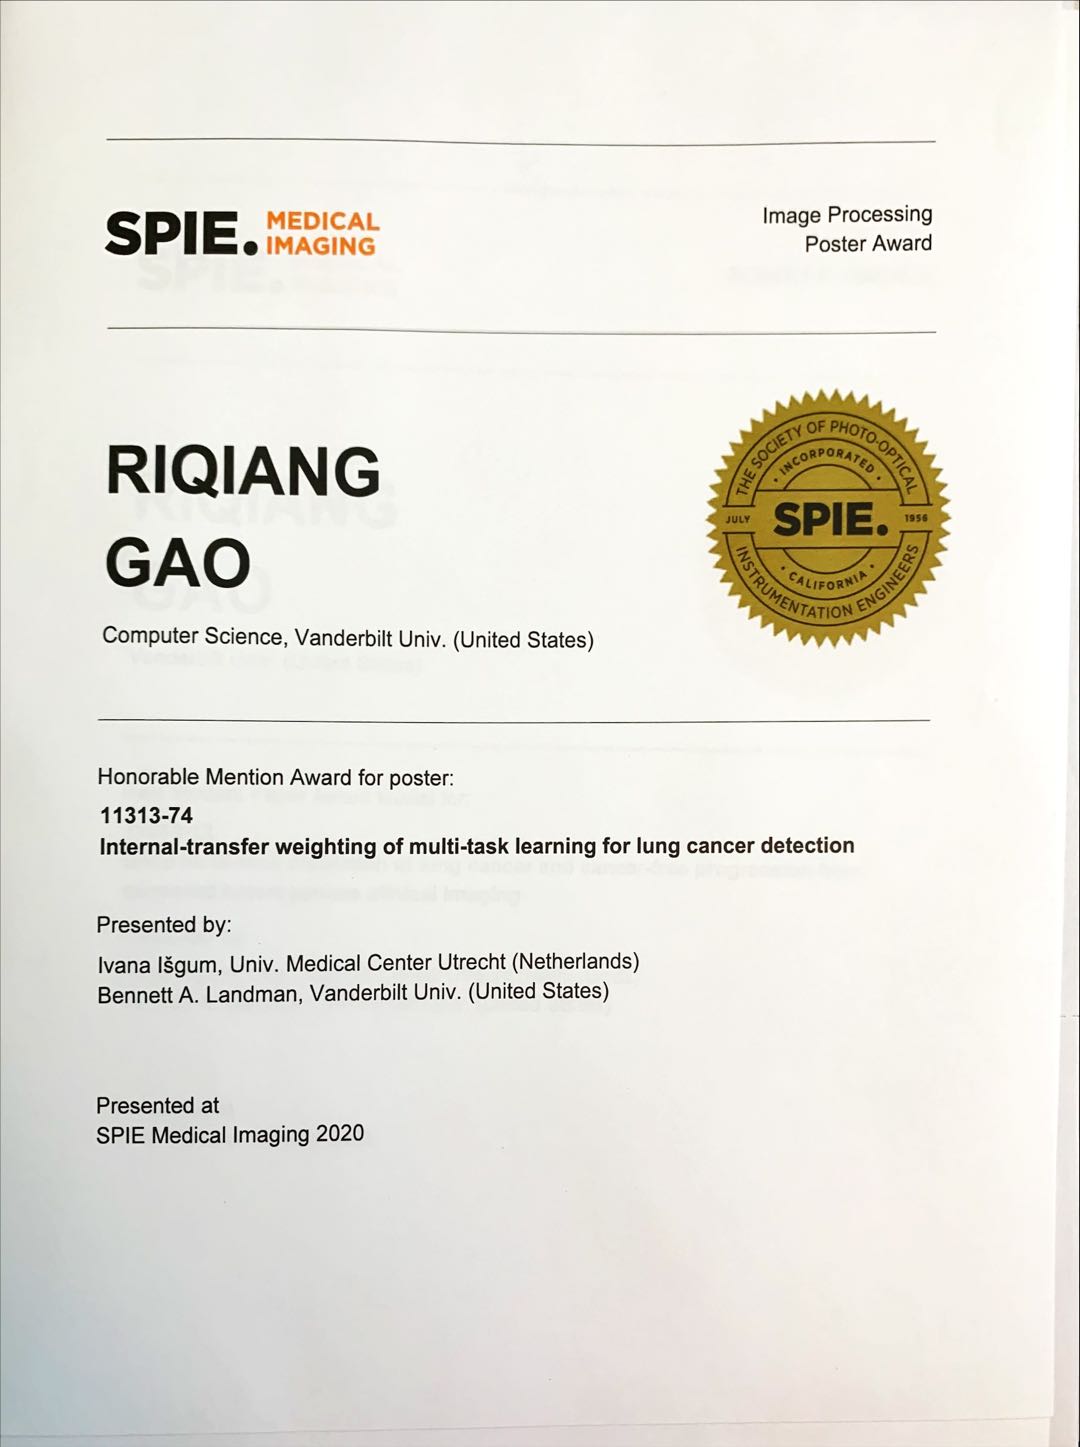 SPIE. MEDICAL
IMAGING
Image Processing
Poster Award
RIQIANG
GAO
Computer Science, Vanderbilt Univ. (United States)
THE SOCIETY OF PHOTO-OPTICAL
INCORPORATED
JULY SPIE. 1956
CALIFORNIA
INSTRUMENTATION ENGINEERS
Honorable Mention Award for poster:
11313-74
Internal-transfer weighting of multi-task learning for lung cancer detection
Presented by:
Ivana Išgum, Univ. Medical Center Utrecht (Netherlands)
Bennett A. Landman, Vanderbilt Univ. (United States)
Presented at
SPIE Medical Imaging 2020